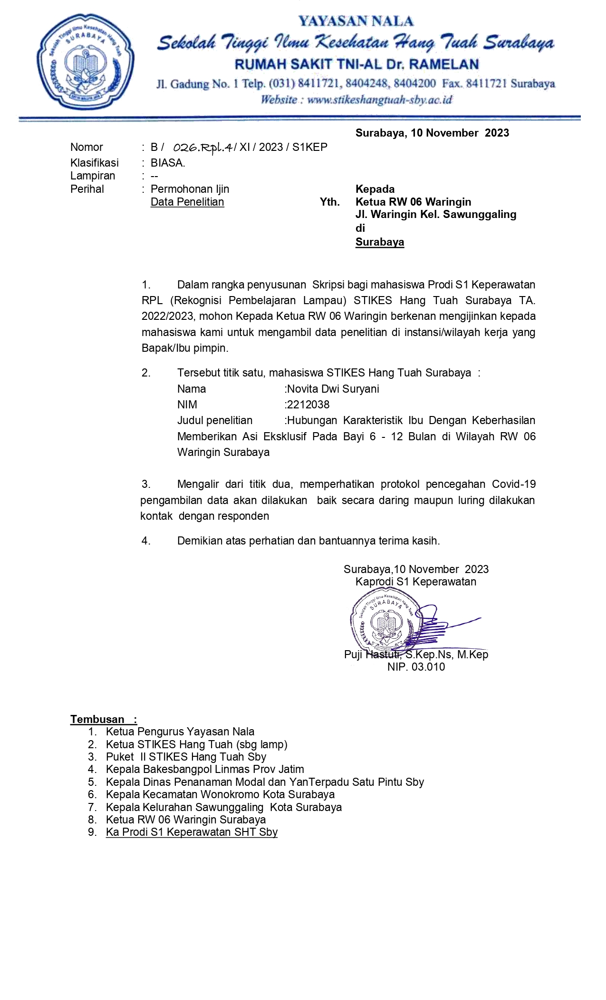 Sekolah Tinggi Ilmu Kesehatan Hang Tuah
SURABAYA
YAYASAN NALA
Sekolah Tinggi Ilmu Kesehatan Hang Tuah Surabaya
RUMAH SAKIT TNI-AL Dr. RAMELAN
Jl. Gadung No. 1 Telp. (031) 8411721, 8404248, 8404200 Fax. 8411721 Surabaya
Website : www.stikeshangtuah-sby.ac.id
Surabaya, 10 November 2023
Nomor : B / 026.Rpl.4 / XI / 2023 / S1KEP
Klasifikasi : BIASA.
Lampiran : --
Perihal : Permohonan Ijin Kepada
Data Penelitian Yth. Ketua RW 06 Waringin
Jl. Waringin Kel. Sawunggaling
di
Surabaya
1. Dalam rangka penyusunan Skripsi bagi mahasiswa Prodi S1 Keperawatan
RPL (Rekognisi Pembelajaran Lampau) STIKES Hang Tuah Surabaya TA.
2022/2023, mohon Kepada Ketua RW 06 Waringin berkenan mengijinkan kepada
mahasiswa kami untuk mengambil data penelitian di instansi/wilayah kerja yang
Bapak/Ibu pimpin.
2. Tersebut titik satu, mahasiswa STIKES Hang Tuah Surabaya :
Nama :Novita Dwi Suryani
NIM :2212038
Judul penelitian :Hubungan Karakteristik Ibu Dengan Keberhasilan
Memberikan Asi Eksklusif Pada Bayi 6 - 12 Bulan di Wilayah RW 06
Waringin Surabaya
3. Mengalir dari titik dua, memperhatikan protokol pencegahan Covid-19
pengambilan data akan dilakukan baik secara daring maupun luring dilakukan
kontak dengan responden
4. Demikian atas perhatian dan bantuannya terima kasih.
Surabaya,10 November 2023
Kaprodi S1 Keperawatan
Sekolah Tinggi Ilmu Kesehatan Hang Tuah
SURABAYA
Puji Hastuti, S.Kep.Ns, M.Kep
NIP. 03.010
Tembusan :
1. Ketua Pengurus Yayasan Nala
2. Ketua STIKES Hang Tuah (sbg lamp)
3. Puket II STIKES Hang Tuah Sby
4. Kepala Bakesbangpol Linmas Prov Jatim
5. Kepala Dinas Penanaman Modal dan YanTerpadu Satu Pintu Sby
6. Kepala Kecamatan Wonokromo Kota Surabaya
7. Kepala Kelurahan Sawunggaling Kota Surabaya
8. Ketua RW 06 Waringin Surabaya
9. Ka Prodi S1 Keperawatan SHT Sby